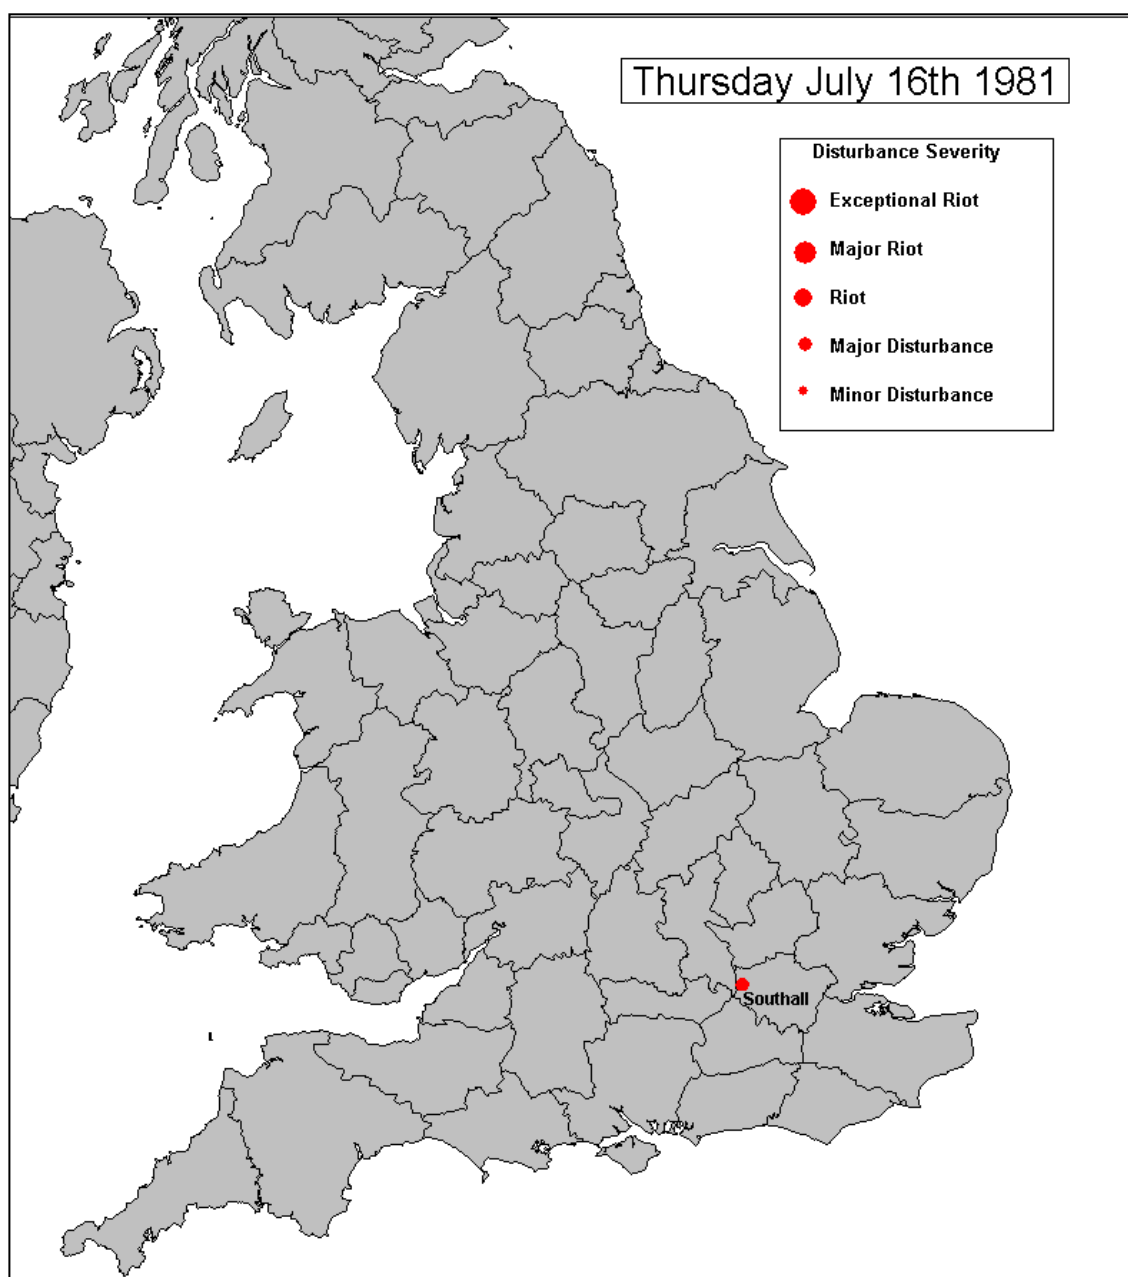 Thursday July 16th 1981
Disturbance Severity
Exceptional Riot
Major Riot
Riot
Major Disturbance
Minor Disturbance
Southall